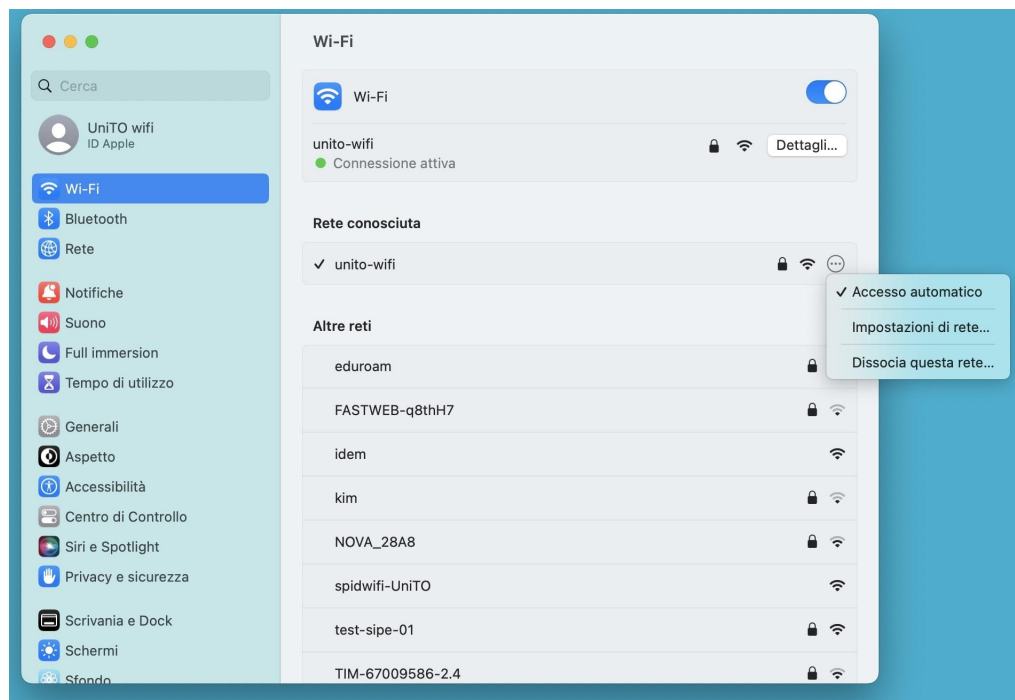 Cerca
UniTO wifi
ID Apple
Wi-Fi
Bluetooth
Rete
Notifiche
Suono
Full immersion
Tempo di utilizzo
Generali
Aspetto
Accessibilità
Centro di Controllo
Siri e Spotlight
Privacy e sicurezza
Scrivania e Dock
Schermi
Sfondo
Wi-Fi
Wi-Fi
unito-wifi
Connessione attiva
Dettagli...
Rete conosciuta
unito-wifi
Accesso automatico
Impostazioni di rete...
Dissocia questa rete...
Altre reti
eduroam
FASTWEB-q8thH7
idem
kim
NOVA_28A8
spidwifi-UniTO
test-sipe-01
TIM-67009586-2.4